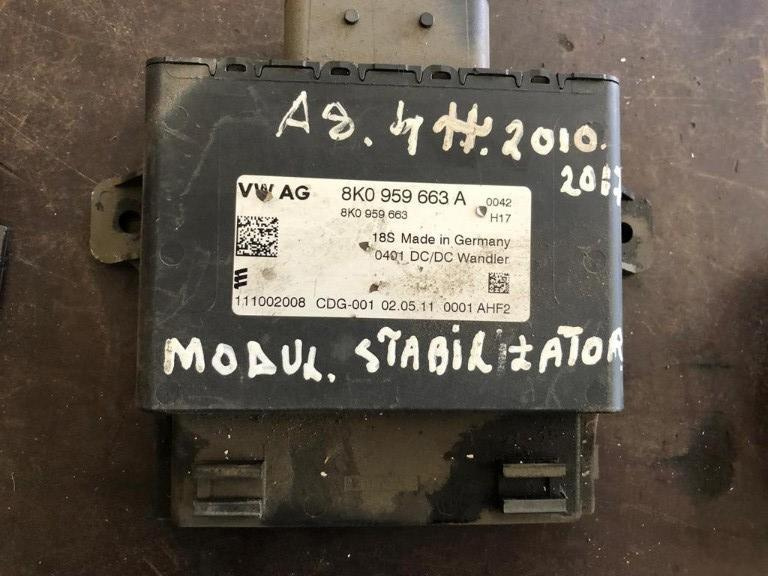 A8. 4H. 2010.
VW AG 8K0 959 663 A 0042
8K0 959 663 H17
18S Made in Germany
0401 DC/DC Wandler
111002008 CDG-001 02.05.11 0001 AHF2
MODUL. STABILIZATOR